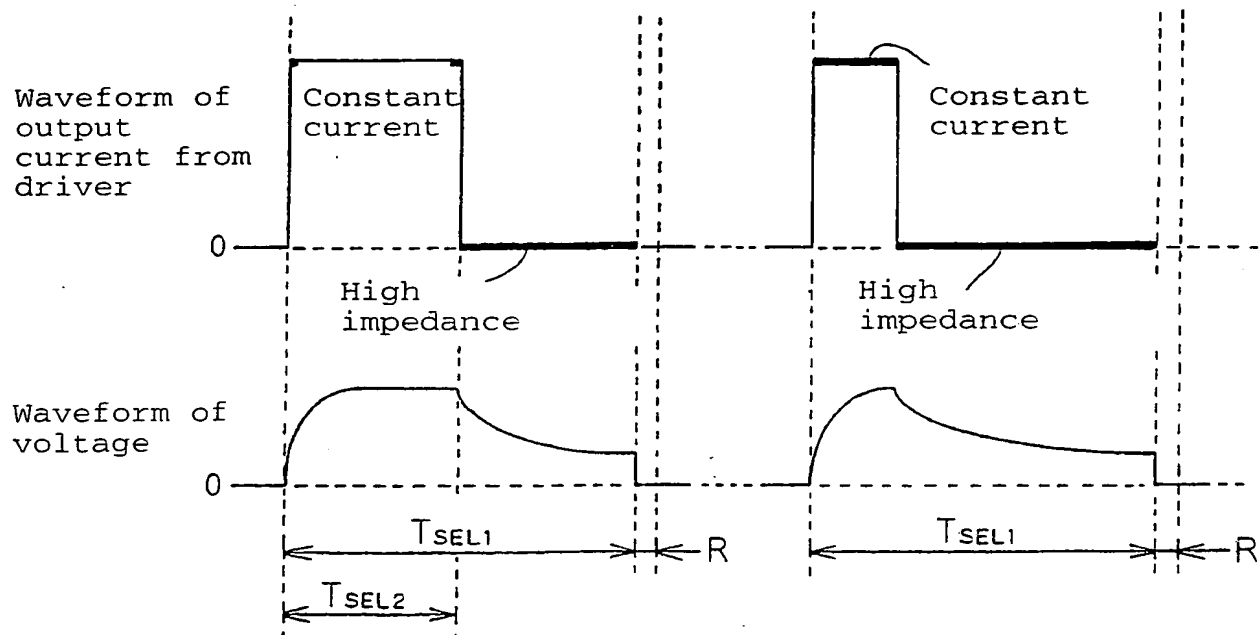 Waveform of
output
current from
driver
Constant
current
Constant
current
0
High
impedance
High
impedance
Waveform of
voltage
0
TSEL1
R
TSEL1
R
TSEL2